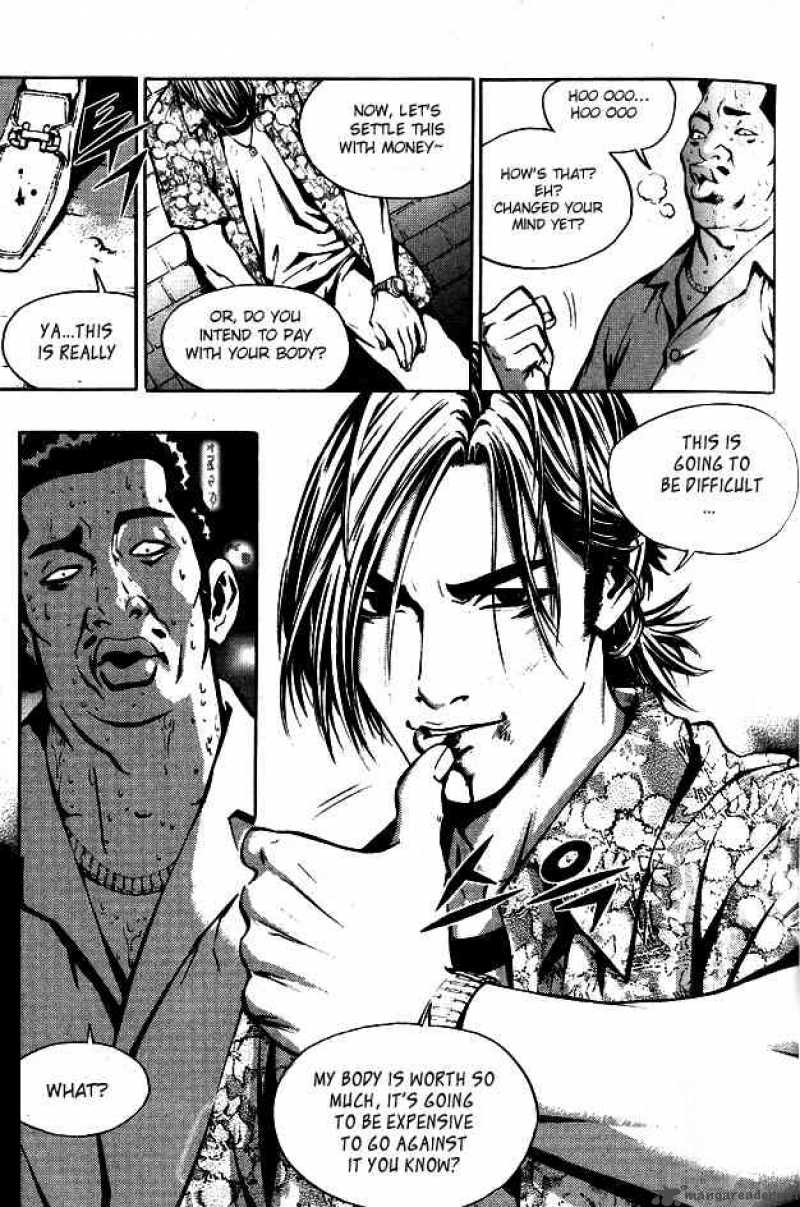 HOO OOO...
HOO OOO
HOW'S THAT?
EH?
CHANGED YOUR
MIND YET?
NOW, LET'S
SETTLE THIS
WITH MONEY~
OR, DO YOU
INTEND TO PAY
WITH YOUR BODY?
YA...THIS
IS REALLY
THIS IS
GOING TO
BE DIFFICULT
...
MY BODY IS WORTH SO
MUCH, IT'S GOING
TO BE EXPENSIVE
TO GO AGAINST
IT YOU KNOW?
WHAT?
mangareader